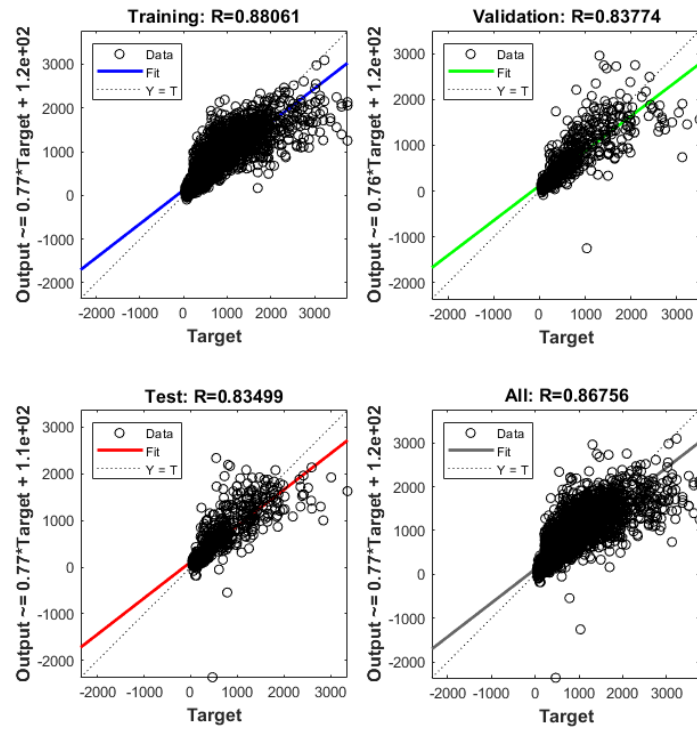 Training: R=0.88061
Output ~= 0.77*Target + 1.2e+02
3000
2000
1000
0
-1000
-2000
Data
Fit
Y = T
-2000 -1000 0 1000 2000 3000
Target
Validation: R=0.83774
Output ~= 0.76*Target + 1.2e+02
3000
2000
1000
0
-1000
-2000
Data
Fit
Y = T
-2000 -1000 0 1000 2000 3000
Target
Test: R=0.83499
Output ~= 0.77*Target + 1.1e+02
3000
2000
1000
0
-1000
-2000
Data
Fit
Y = T
-2000 -1000 0 1000 2000 3000
Target
All: R=0.86756
Output ~= 0.77*Target + 1.2e+02
3000
2000
1000
0
-1000
-2000
Data
Fit
Y = T
-2000 -1000 0 1000 2000 3000
Target